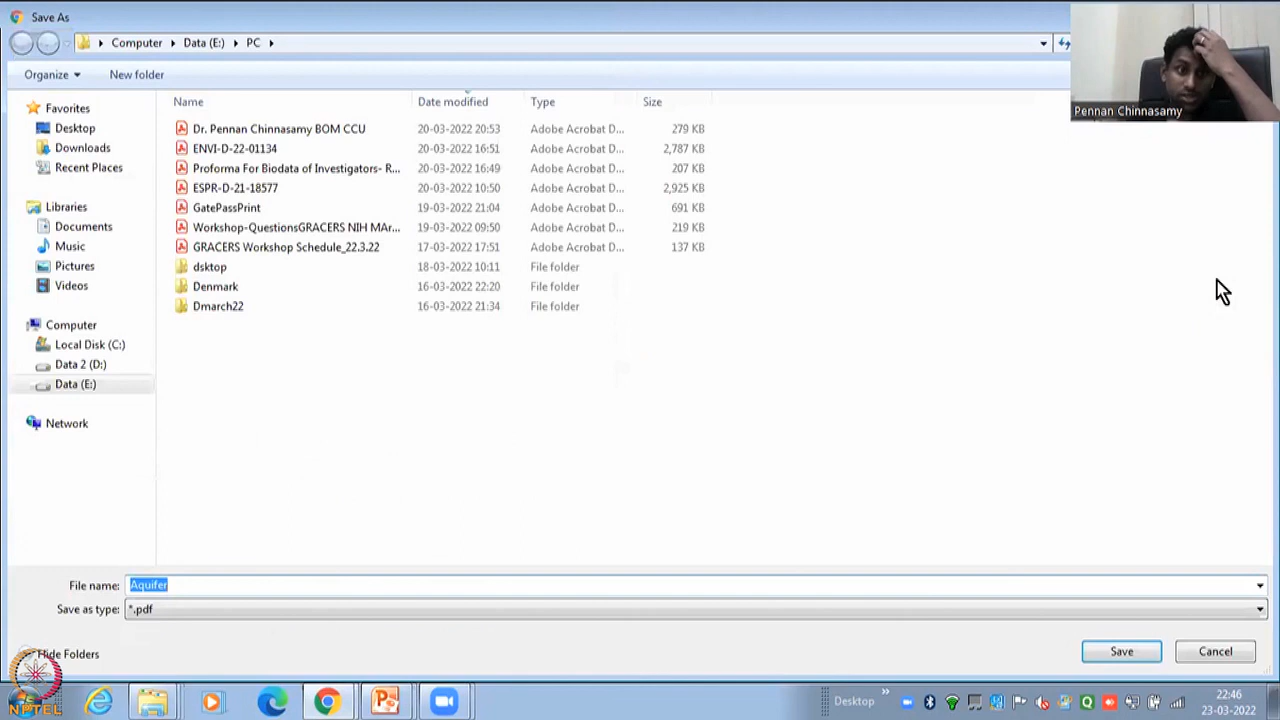 Save As
Computer Data (E:) PC
Organize New folder
Pennan Chinnasamy
Name Date modified Type Size
Favorites
Desktop
Downloads
Recent Places
Libraries
Documents
Music
Pictures
Videos
Computer
Local Disk (C:)
Data 2 (D:)
Data (E:)
Network
Dr. Pennan Chinnasamy BOM CCU 20-03-2022 20:53 Adobe Acrobat D... 279 KB
ENVI-D-22-01134 20-03-2022 16:51 Adobe Acrobat D... 2,787 KB
Proforma For Biodata of Investigators- R... 20-03-2022 16:49 Adobe Acrobat D... 207 KB
ESPR-D-21-18577 20-03-2022 10:50 Adobe Acrobat D... 2,925 KB
GatePassPrint 19-03-2022 21:04 Adobe Acrobat D... 691 KB
Workshop-QuestionsGRACERS NIH MAr... 19-03-2022 09:50 Adobe Acrobat D... 219 KB
GRACERS Workshop Schedule_22.3.22 17-03-2022 17:51 Adobe Acrobat D... 137 KB
dsktop 18-03-2022 10:11 File folder
Denmark 16-03-2022 22:20 File folder
Dmarch22 16-03-2022 21:34 File folder
File name: Aquifer
Save as type: *.pdf
Hide Folders
Save Cancel
NPTEL
Desktop
22:46
23-03-2022